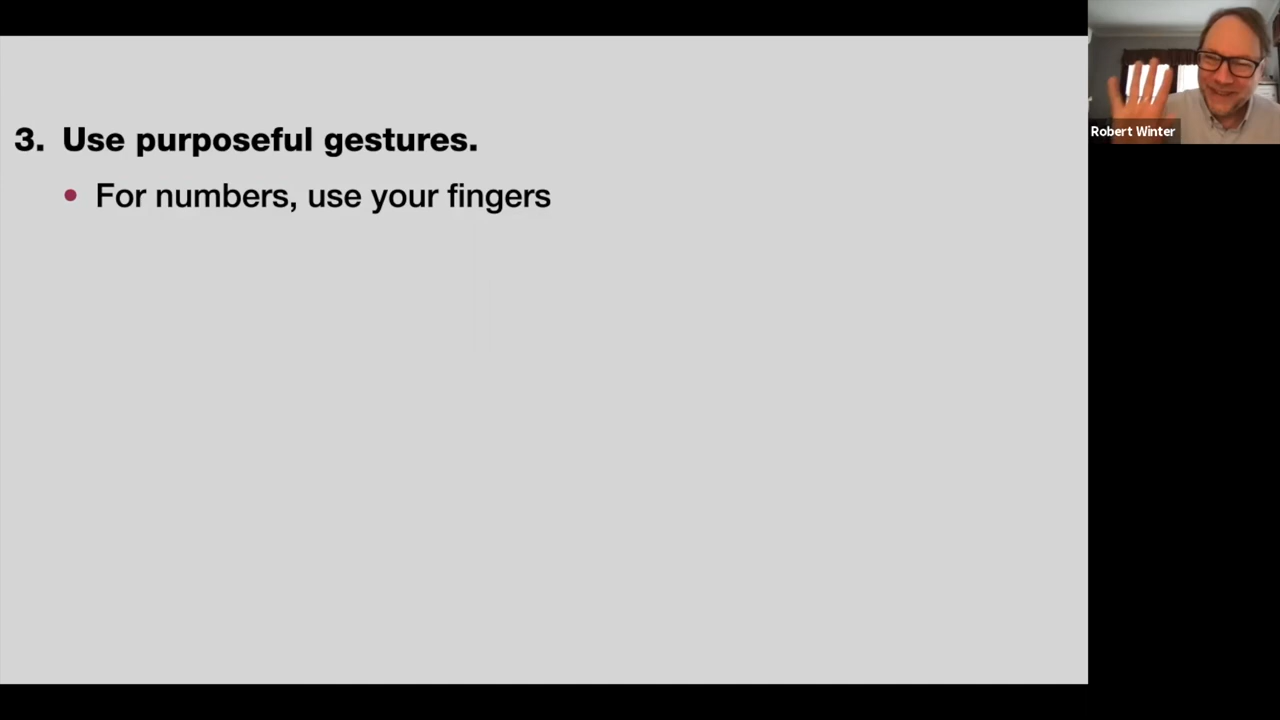 3. Use purposeful gestures.
• For numbers, use your fingers
Robert Winter